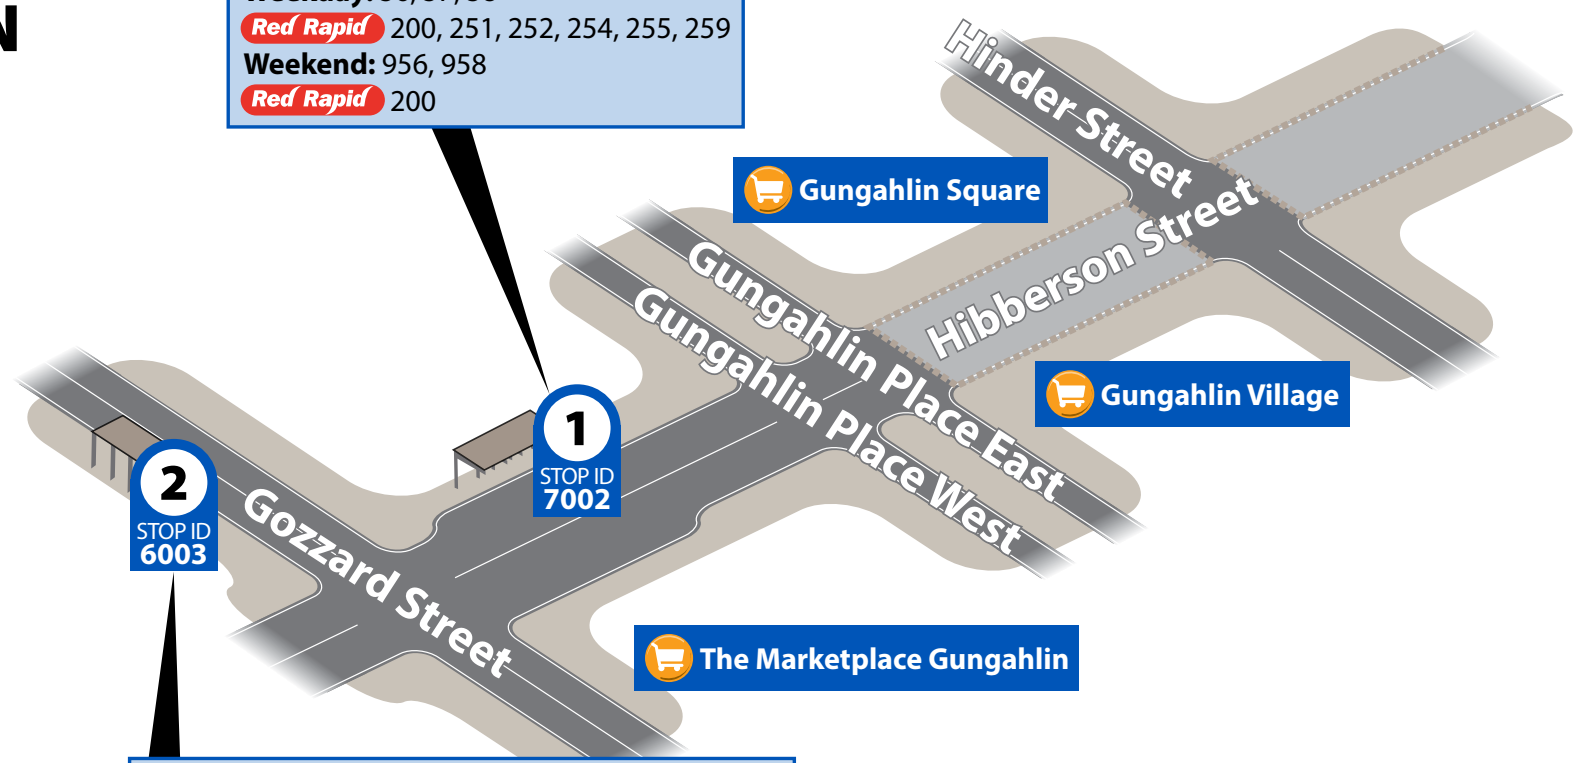 N
Red Rapid 200, 251, 252, 254, 255, 259
Weekend: 956, 958
Red Rapid 200
Hinder Street
Gungahlin Square
Hibberson Street
Gungahlin Place East
Gungahlin Place West
Gungahlin Village
1
STOP ID
7002
2
STOP ID
6003
Gozzard Street
The Marketplace Gungahlin